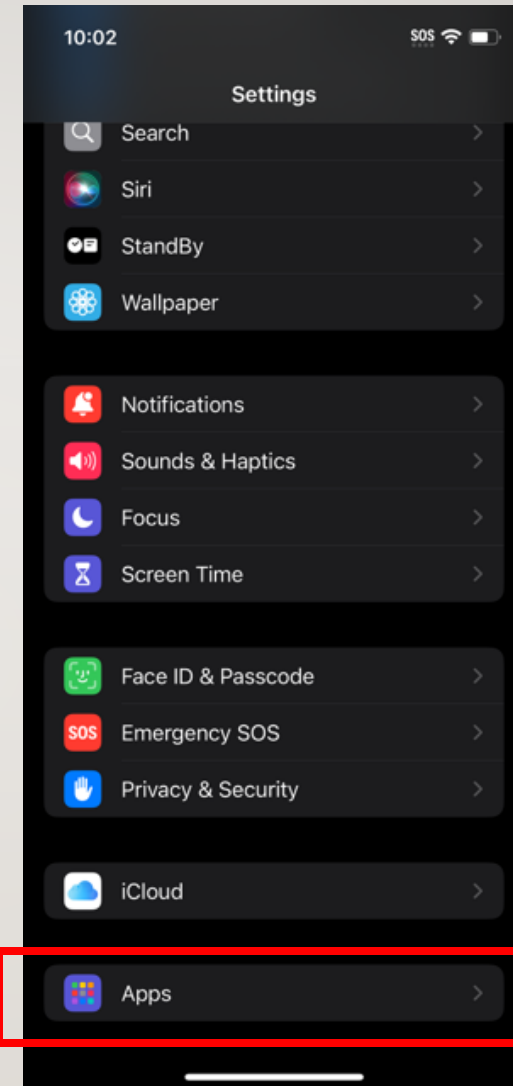 10:02 SOS
Settings
Search
Siri
StandBy
Wallpaper
Notifications
Sounds & Haptics
Focus
Screen Time
Face ID & Passcode
SOS Emergency SOS
Privacy & Security
iCloud
Apps